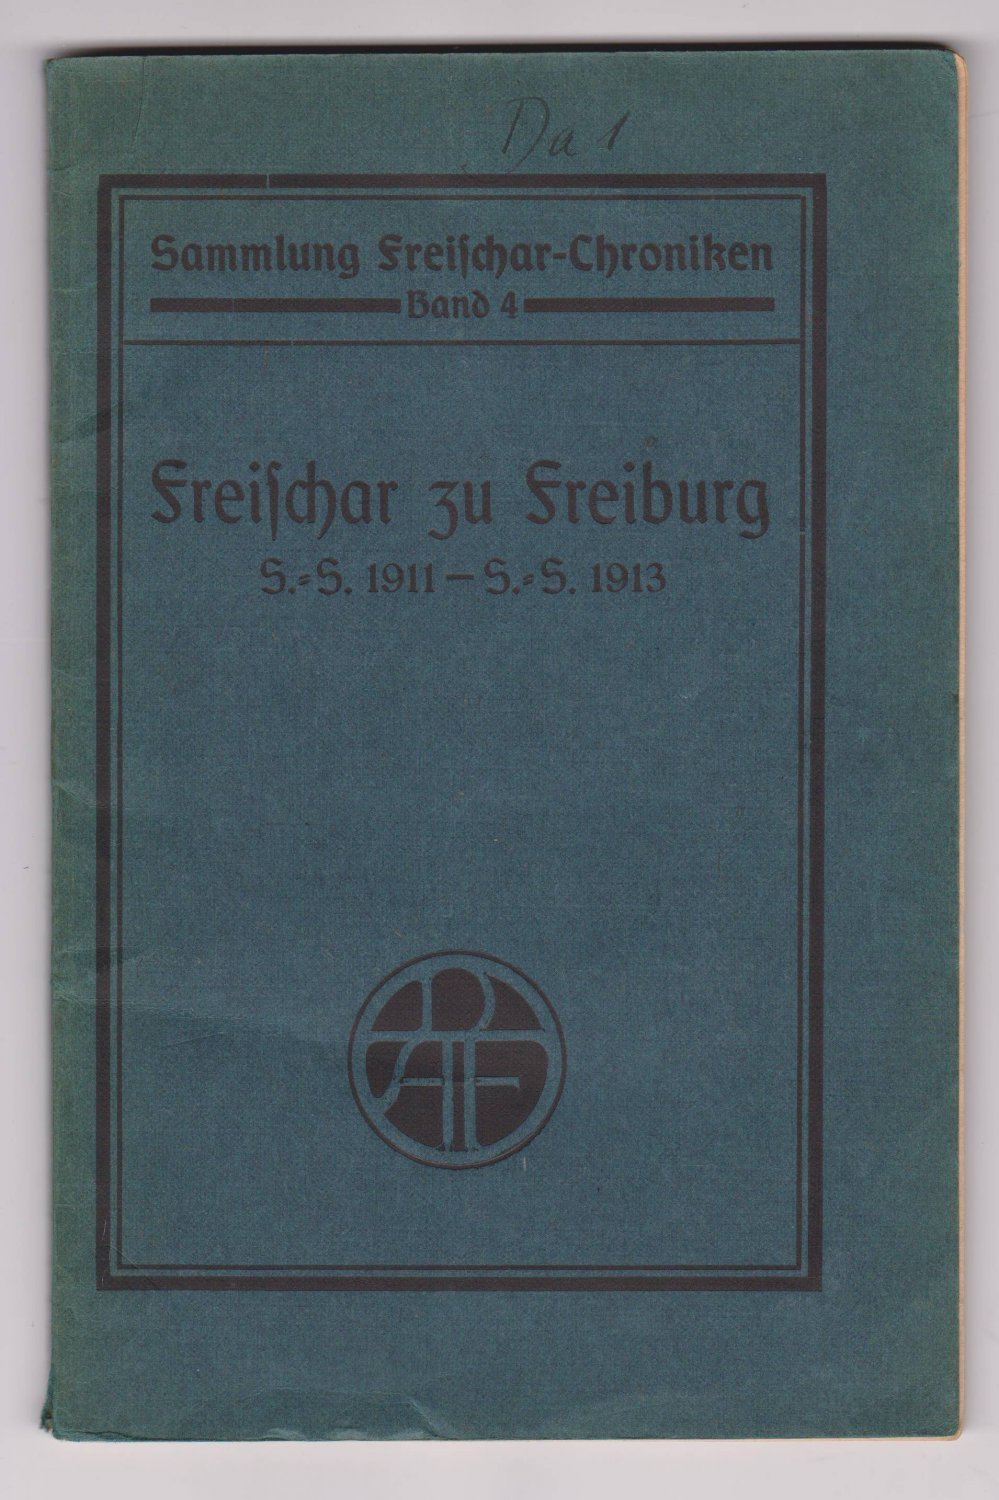 Da 1
Sammlung Freiſchar-Chroniken
Band 4
Freiſchar zu Freiburg
S.=S. 1911 — S.=S. 1913